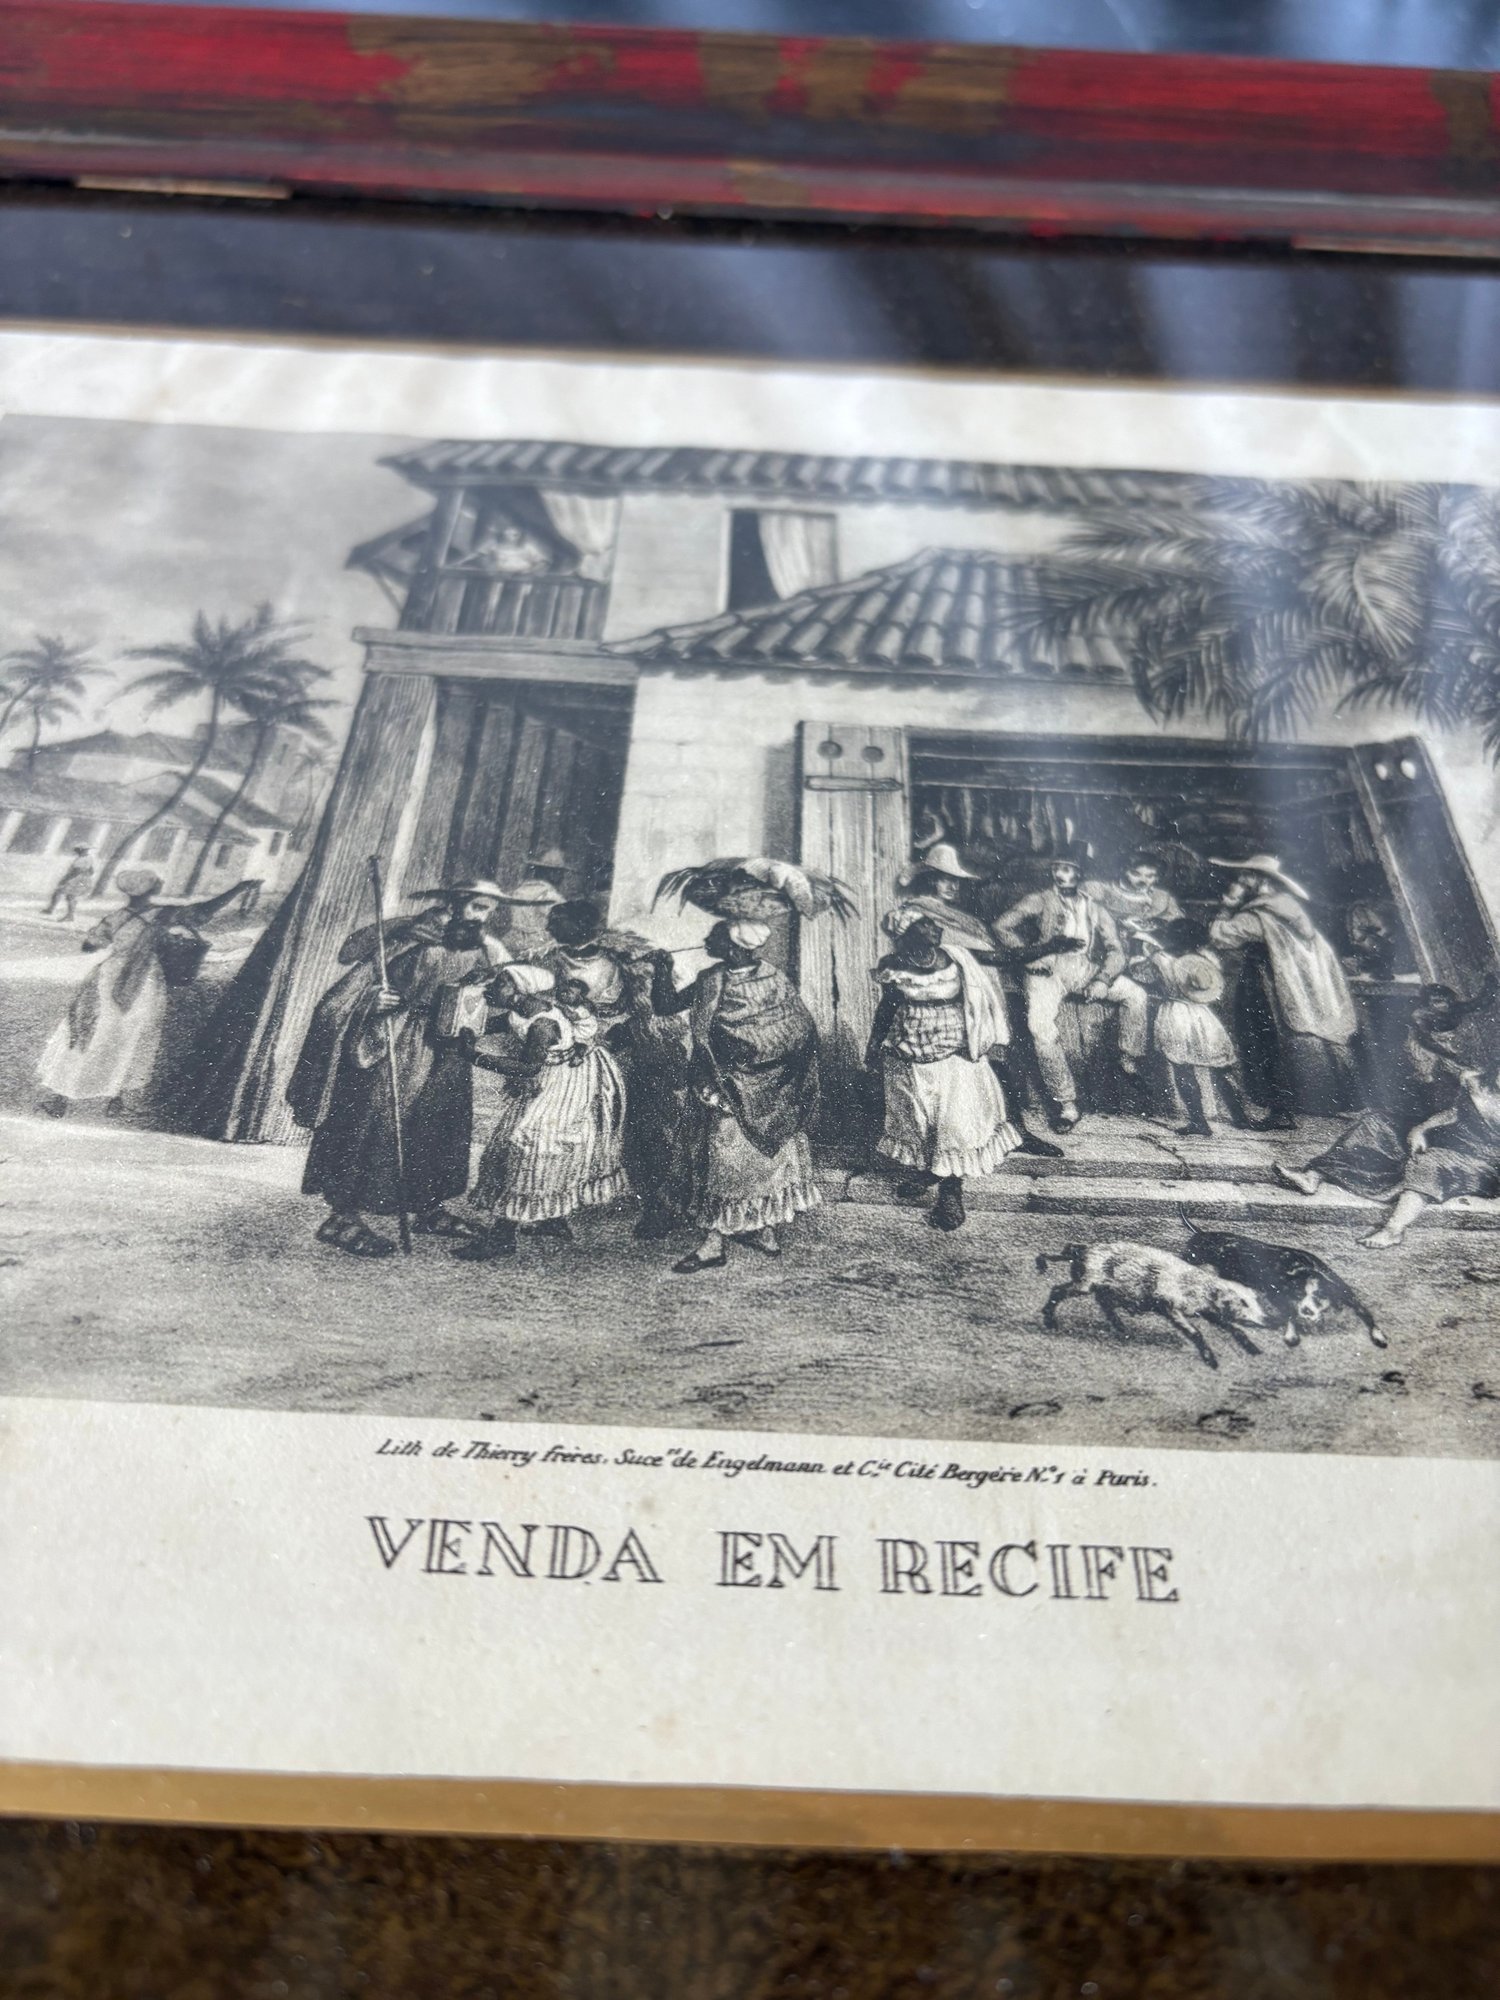 Lith de Thierry frères, Succ.rs de Engelmann et C.ie Cité Bergère N.º 1 à Paris.
VENDA EM RECIFE